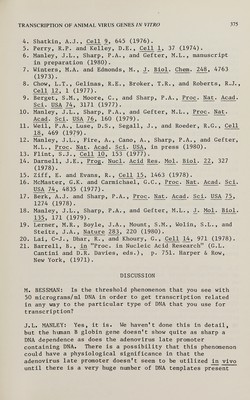 TRANSCRIPTION OF ANIMAL VIRUS GENES IN VITRO 575
4. Shatkin, A.J., Cell 9, 645 (1976).
5. Perry, R.P. and Kelley, D.E., Cell 1, 37 (1974).
6. Manley, J.L., Sharp, P.A., and Gefter, M.L., manuscript
in preparation (1980).
7. Winters, M.A. and Edmonds, M., J. Biol. Chem. 248, 4763
(1973).
8. Chow, L.T., Gelinas, R.E., Broker, T.R., and Roberts, R.J.,
Cell 12, 1 (1977).
9. Berget, S.M., Moore, C., and Sharp, P.A., Proc. Nat. Acad.
Sci. USA 74, 3171 (1977).
10. Manley, J.L., Sharp, P.A., and Gefter, M.L., Proc. Nat.
Acad. Sci. USA 76, 160 (1979).
11. Weil, P.A., Luse, D.S., Segall, J., and Roeder, R.G., Cell
18, 469 (1979).
12. Manley, J.L., Fire, A., Cano, A., Sharp, P.A., and Gefter,
M.L., Proc. Nat. Acad. Sci. USA, in press (1980).
13. Flint, S.J., Cell 10, 153 (1977).
14. Darnell, J.E., Prog. Nucl. Acid Res. Mol. Biol. 22, 327
(1978).
15. Ziff, E. and Evans, R., Cell 15, 1463 (1978).
16. McMaster, G.K. and Carmichael, G.C., Proc. Nat. Acad. Sci.
USA 74, 4835 (1977).
17. Berk, A.J. and Sharp, P.A., Proc. Nat. Acad. Sci. USA 75,
1274 (1978).
18. Manley, J.L., Sharp, P.A., and Gefter, M.L., J. Mol. Biol.
135, 171 (1979).
19. Lerner, M.R., Boyle, J.A., Mount, S.M., Wolin, S.L., and
Steitz, J.A., Nature 283, 220 (1980).
20. Lai, C-J, Dhar, R., and Khoury, G., Cell 14, 971 (1978).
21. Barrell, B., in "Proc. in Nucleic Acid Research" (G.L.
Cantini and D.R. Davies, eds.), p. 751. Harper & Row,
New York, (1971).
DISCUSSION
M. BESSMAN: Is the threshold phenomenon that you see with
50 micrograms/ml DNA in order to get transcription related
in any way to the particular type of DNA that you use for
transcription?
J.L. MANLEY: Yes, it is. We haven't done this in detail,
but the human B globin gene doesn't show quite as sharp a
DNA dependence as does the adenovirus late promoter
containing DNA. There is a possibility that this phenomenon
could have a physiological significance in that the
adenovirus late promoter doesn't seem to be utilized in vivo
until there is a very huge number of DNA templates present